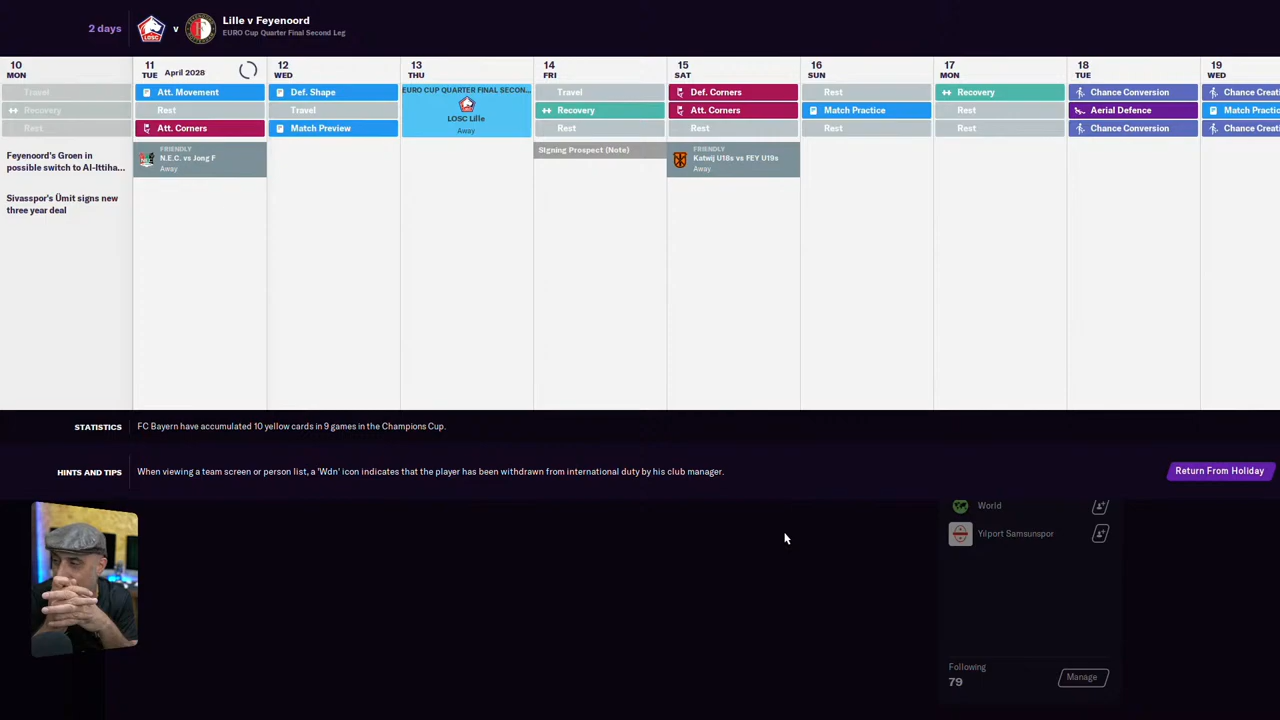 2 days
v
Lille v Feyenoord
EURO Cup Quarter Final Second Leg
10
MON
Travel
Recovery
Rest
Feyenoord's Groen in
possible switch to Al-Ittiha...
Sivasspor's Ümit signs new
three year deal
11
TUE April 2028
Att. Movement
Rest
Att. Corners
FRIENDLY
N.E.C. vs Jong F
Away
12
WED
Def. Shape
Travel
Match Preview
13
THU
EURO CUP QUARTER FINAL SECON...
LOSC Lille
Away
14
FRI
Travel
Recovery
Rest
Signing Prospect (Note)
15
SAT
Def. Corners
Att. Corners
Rest
FRIENDLY
Katwij U18s vs FEY U19s
Away
16
SUN
Rest
Match Practice
Rest
17
MON
Recovery
Rest
Rest
18
TUE
Chance Conversion
Aerial Defence
Chance Conversion
19
WED
Chance Creati
Match Practic
Chance Creati
STATISTICS FC Bayern have accumulated 10 yellow cards in 9 games in the Champions Cup.
HINTS AND TIPS When viewing a team screen or person list, a 'Wdn' icon indicates that the player has been withdrawn from international duty by his club manager.
Return From Holiday
World
Yılport Samsunspor
Following
79
Manage